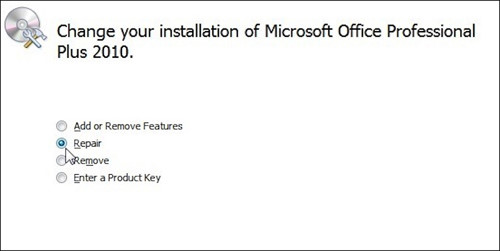 Change your installation of Microsoft Office Professional
Plus 2010.
Add or Remove Features
Repair
Remove
Enter a Product Key